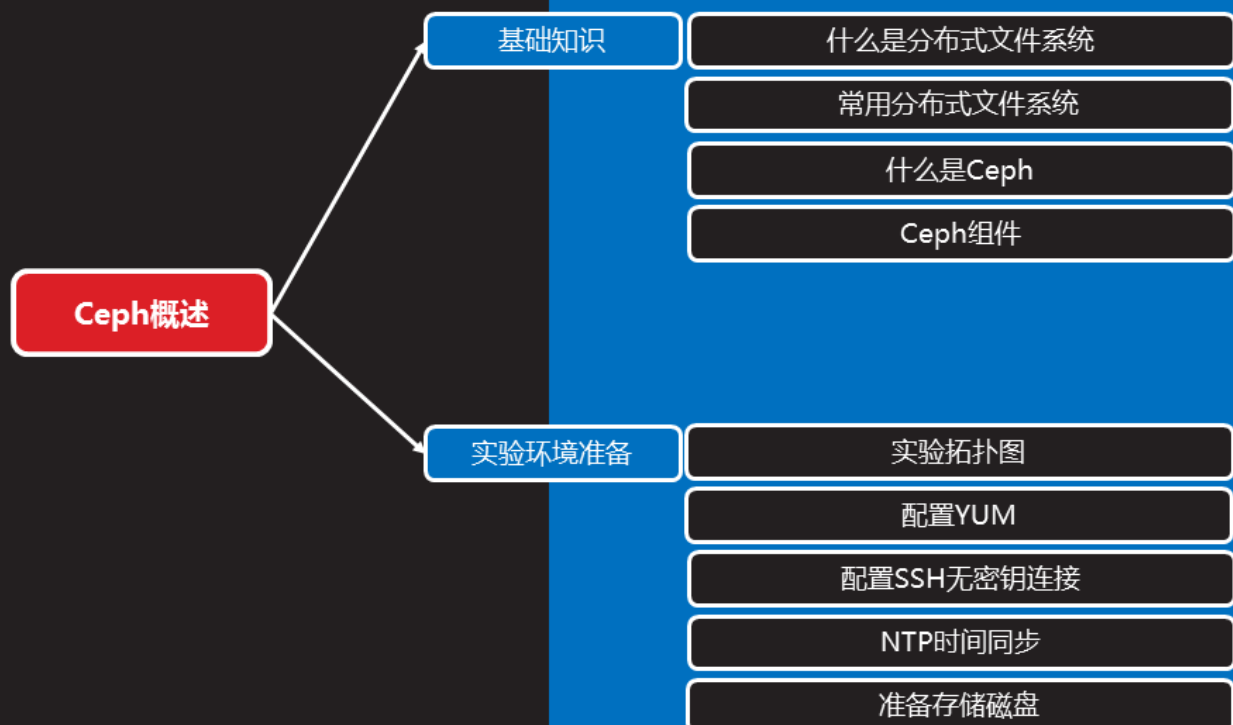 Ceph概述
基础知识
什么是分布式文件系统
常用分布式文件系统
什么是Ceph
Ceph组件
实验环境准备
实验拓扑图
配置YUM
配置SSH无密钥连接
NTP时间同步
准备存储磁盘